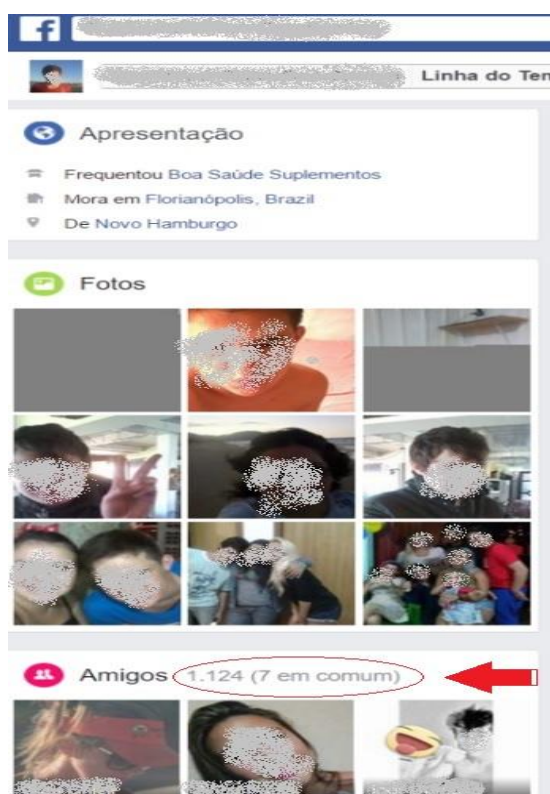 f
Linha do Ten
Apresentação
Frequentou Boa Saúde Suplementos
Mora em Florianópolis, Brazil
De Novo Hamburgo
Fotos
Amigos 1.124 (7 em comum)